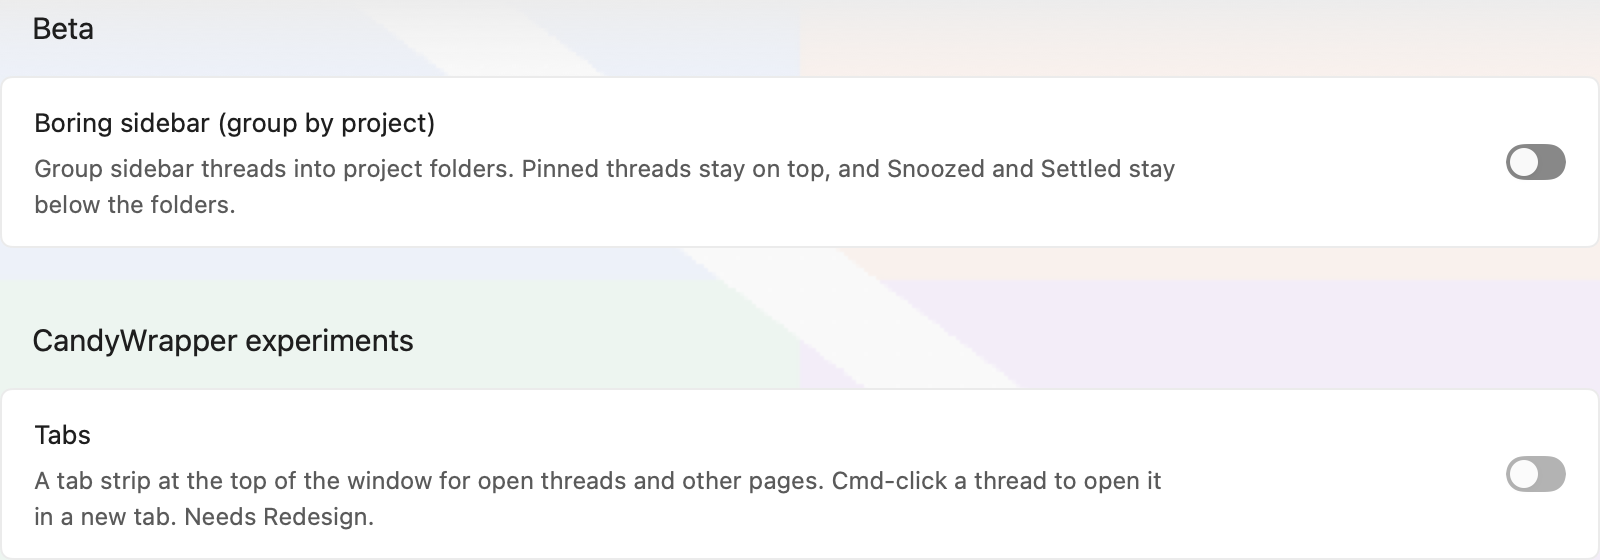 Beta
Boring sidebar (group by project)
Group sidebar threads into project folders. Pinned threads stay on top, and Snoozed and Settled stay
below the folders.
CandyWrapper experiments
Tabs
A tab strip at the top of the window for open threads and other pages. Cmd-click a thread to open it
in a new tab. Needs Redesign.